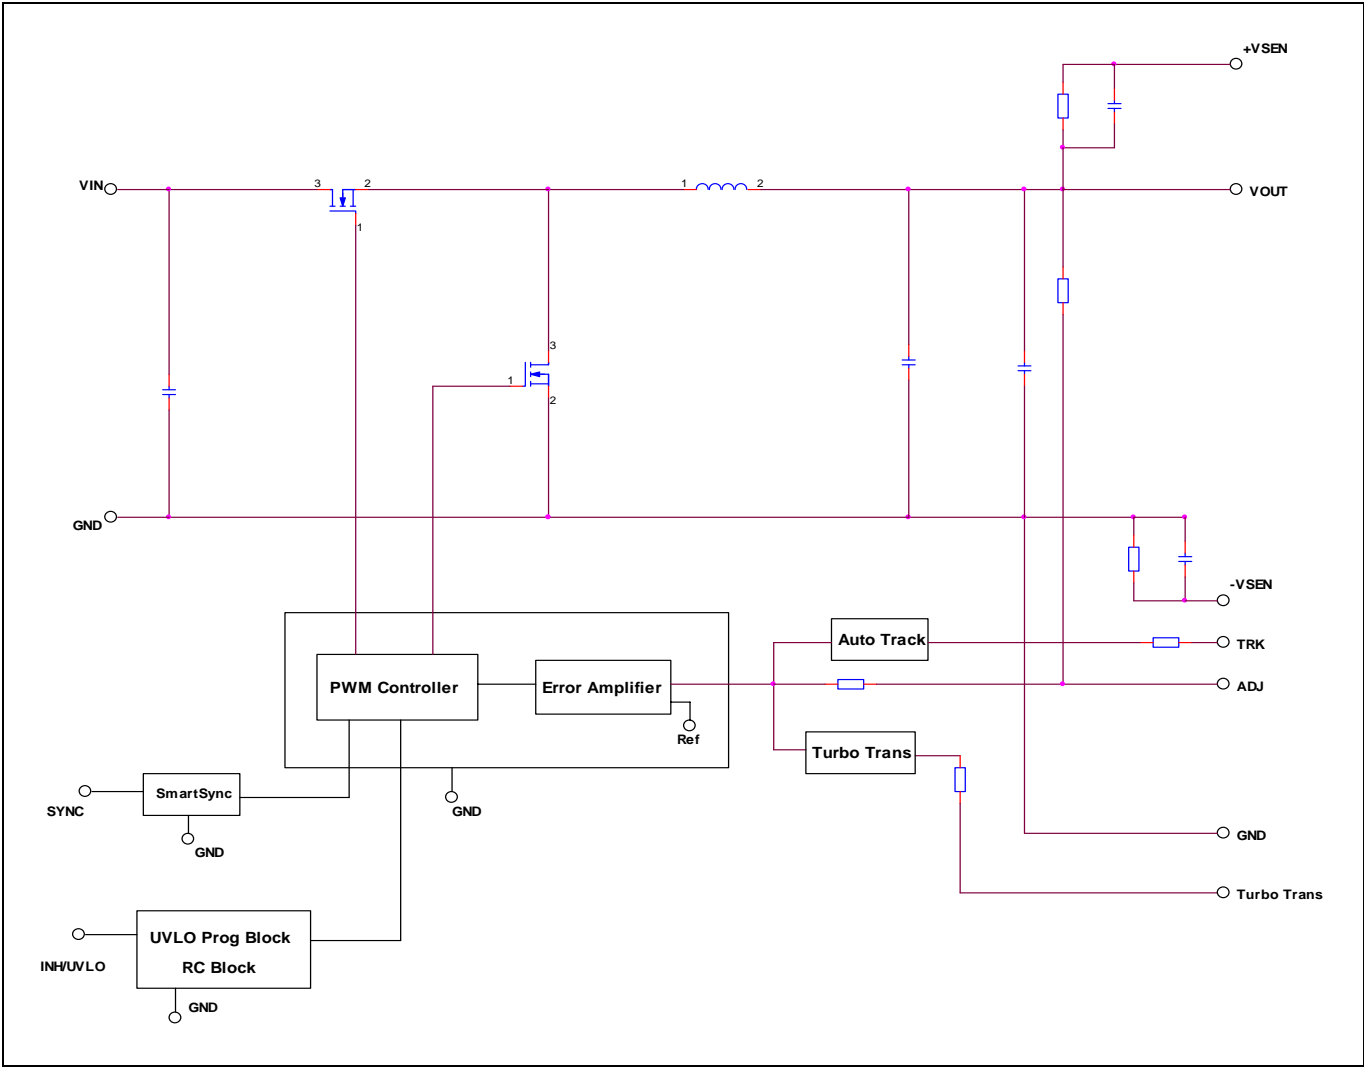 +VSEN
VIN
3
2
1
2
VOUT
1
3
1
2
GND
-VSEN
Auto Track
TRK
PWM Controller
Error Amplifier
ADJ
Ref
Turbo Trans
SmartSync
SYNC
GND
GND
GND
Turbo Trans
UVLO Prog Block
RC Block
INH/UVLO
GND